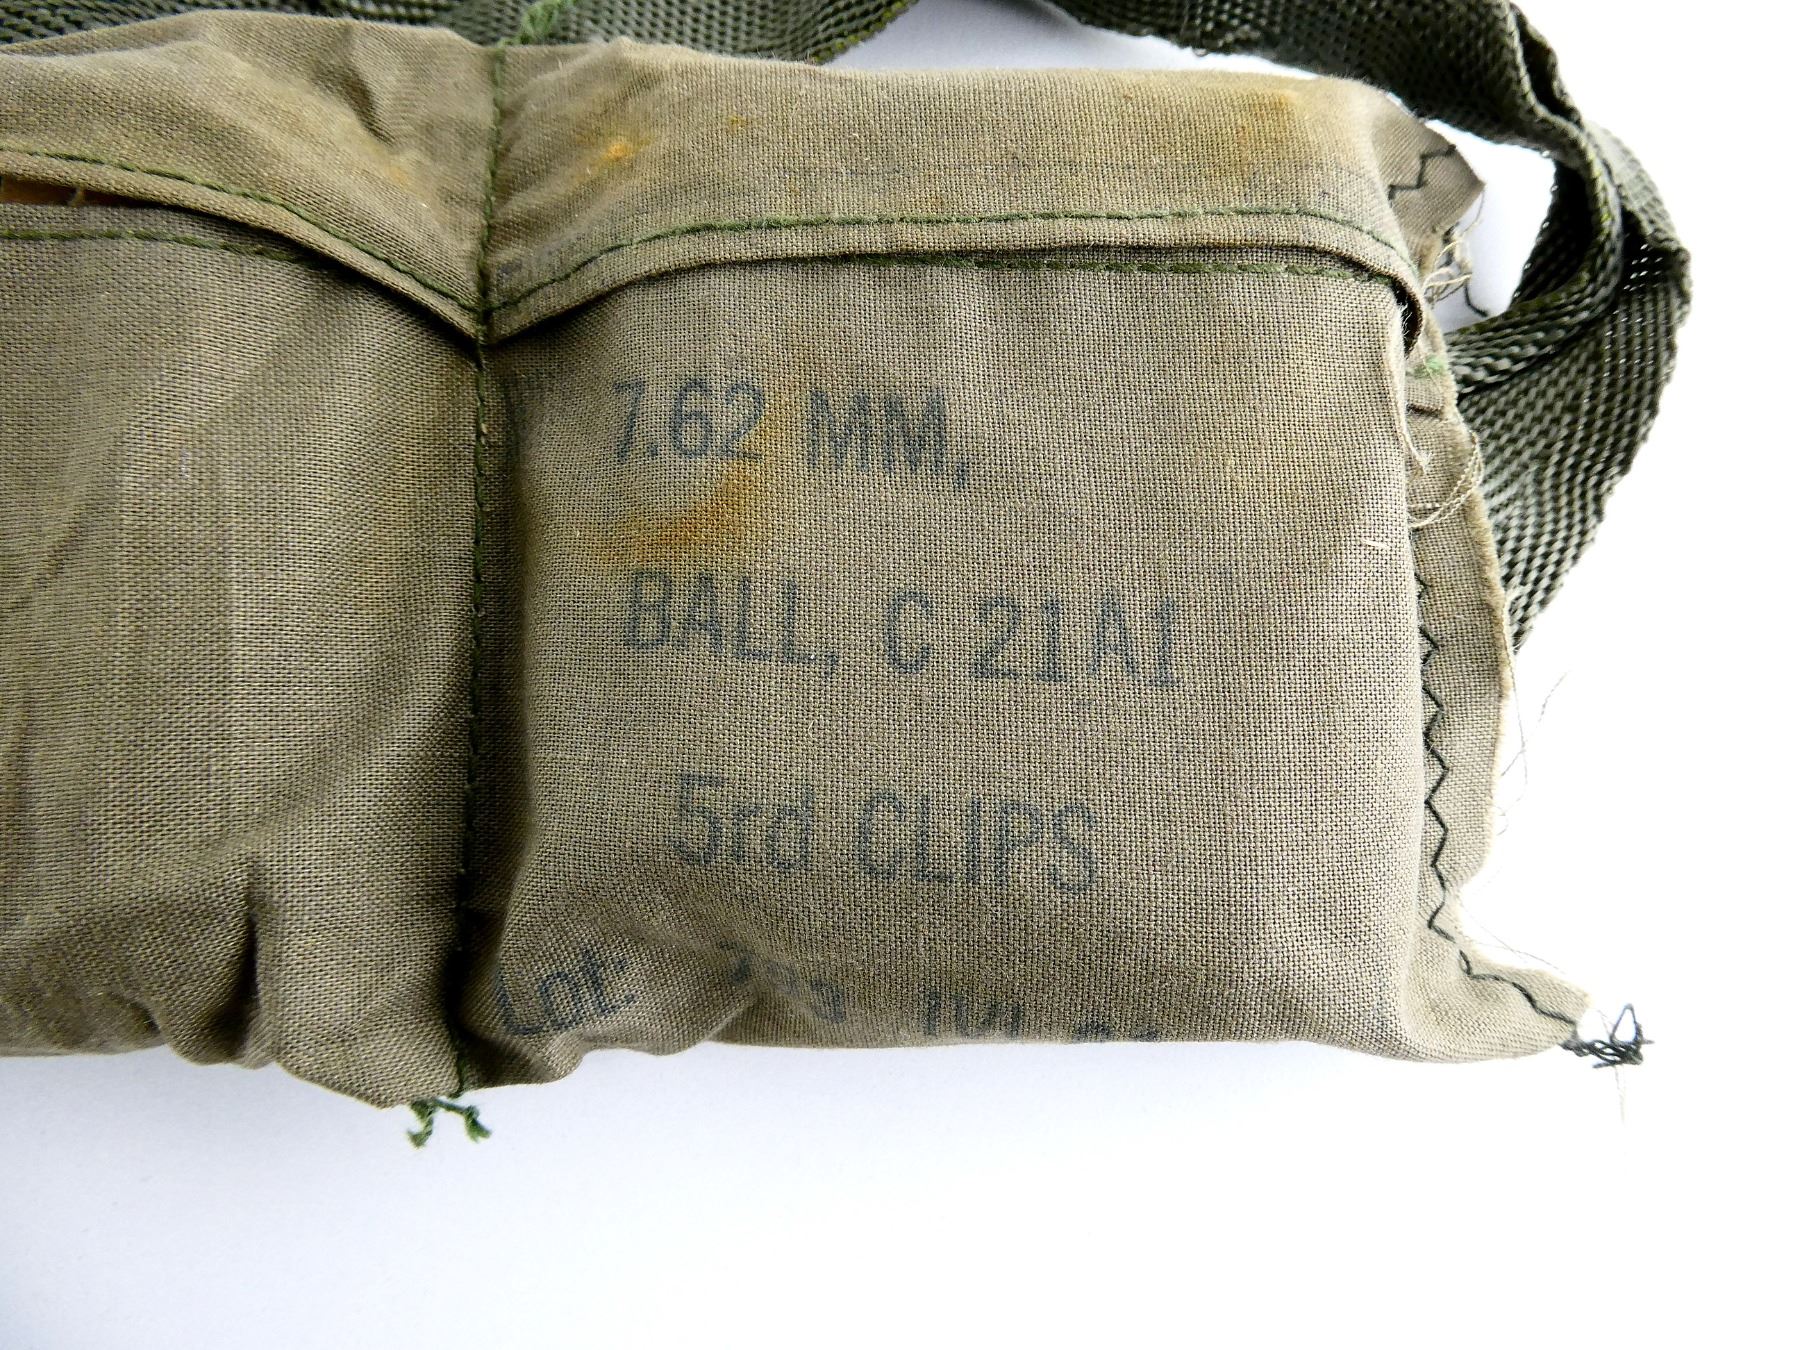 7.62 MM,
BALL, C 21A1
5rd CLIPS
Lot: